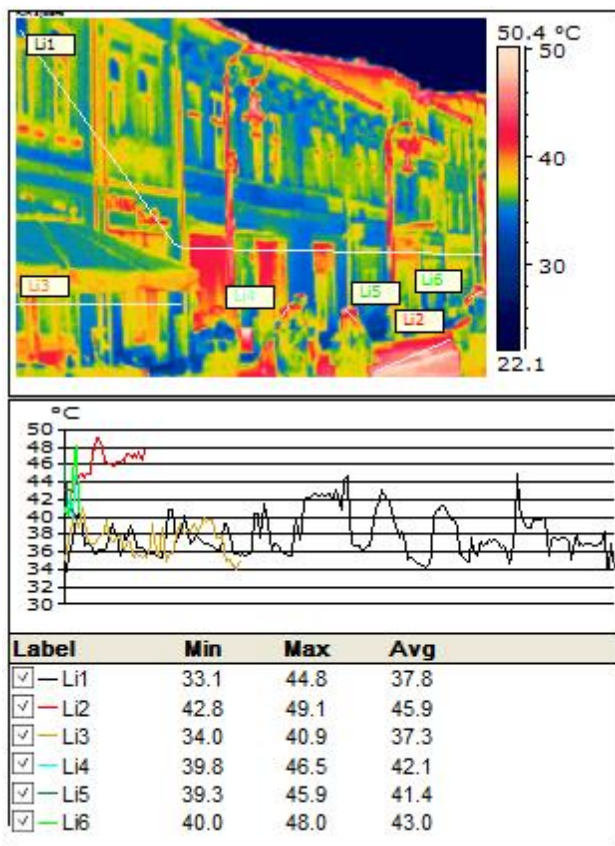 Li1
50.4 °C
50
40
30
22.1
Li3
Li4
Li5
Li6
Li2
°C
50
48
46
44
42
40
38
36
34
32
30
Label Min Max Avg
Li1 33.1 44.8 37.8
Li2 42.8 49.1 45.9
Li3 34.0 40.9 37.3
Li4 39.8 46.5 42.1
Li5 39.3 45.9 41.4
Li6 40.0 48.0 43.0